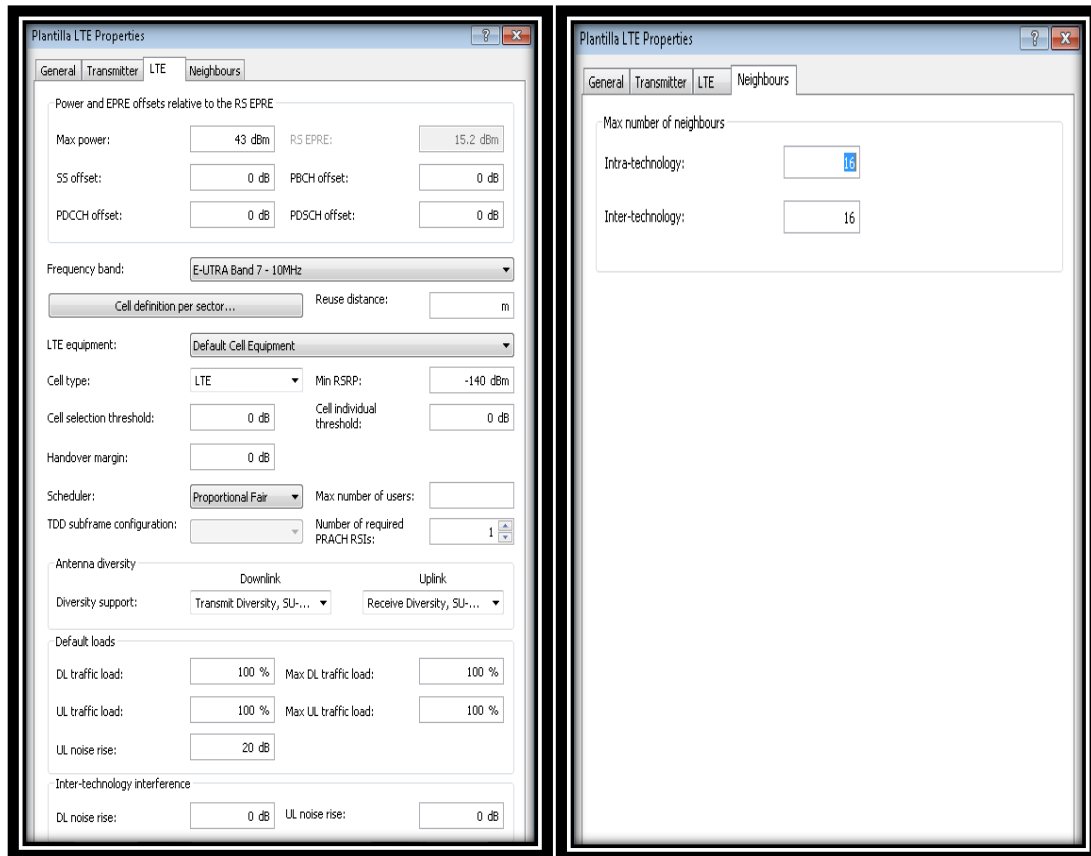 Plantilla LTE Properties
General Transmitter LTE Neighbours
Power and EPRE offsets relative to the RS EPRE
Max power: 43 dBm RS EPRE: 15.2 dBm
SS offset: 0 dB PBCH offset: 0 dB
PDCCH offset: 0 dB PDSCH offset: 0 dB
Frequency band: E-UTRA Band 7 - 10MHz
Cell definition per sector... Reuse distance: m
LTE equipment: Default Cell Equipment
Cell type: LTE Min RSRP: -140 dBm
Cell selection threshold: 0 dB Cell individual threshold: 0 dB
Handover margin: 0 dB
Scheduler: Proportional Fair Max number of users:
TDD subframe configuration: Number of required PRACH RSIs: 1
Antenna diversity
Downlink Uplink
Diversity support: Transmit Diversity, SU-... Receive Diversity, SU-...
Default loads
DL traffic load: 100 % Max DL traffic load: 100 %
UL traffic load: 100 % Max UL traffic load: 100 %
UL noise rise: 20 dB
Inter-technology interference
DL noise rise: 0 dB UL noise rise: 0 dB
Plantilla LTE Properties
General Transmitter LTE Neighbours
Max number of neighbours
Intra-technology: 16
Inter-technology: 16